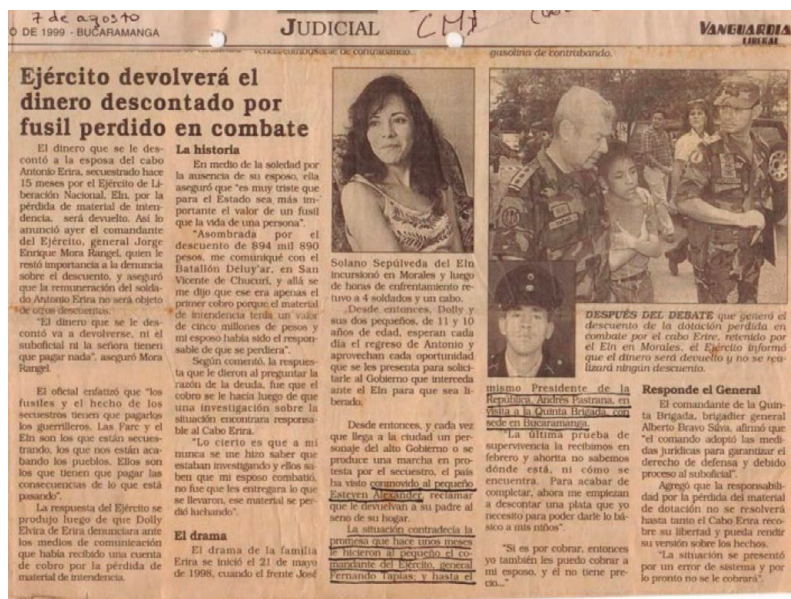 7 de agosto
O DE 1999 - BUCARAMANGA
JUDICIAL
VANGUARDIA
LIBERAL
gasolina de contrabando.
Ejército devolverá el
dinero descontado por
fusil perdido en combate
El dinero que se le des-
contó a la esposa del cabo
Antonio Erira, secuestrado hace
15 meses por el Ejército de Li-
beración Nacional, Eln, por la
pérdida de material de inten-
dencia, será devuelto. Así lo
anunció ayer el comandante
del Ejército, general Jorge
Enrique Mora Rangel, quien le
restó importancia a la denuncia
sobre el descuento, y aseguró
que la remuneración del solda-
do Antonio Erira no será objeto
de otros descuentos.
"El dinero que se le des-
contó va a devolverse, ni el
suboficial ni la señora tienen
que pagar nada", aseguró Mora
Rangel.
El oficial enfatizó que "los
fusiles y el hecho de los
secuestros tienen que pagarlos
los guerrilleros. Las Farc y el
Eln son los que están secues-
trando, los que nos están aca-
bando los pueblos. Ellos son
los que tienen que pagar las
consecuencias de lo que está
pasando".
La respuesta del Ejército se
produjo luego de que Dolly
Elvira de Erira denunciara ante
los medios de comunicación
que había recibido una cuenta
de cobro por la pérdida de
material de intendencia.
La historia
En medio de la soledad por
la ausencia de su esposo, ella
aseguró que "es muy triste que
para el Estado sea más im-
portante el valor de un fusil
que la vida de una persona".
"Asombrada por el
descuento de 894 mil 890
pesos, me comuniqué con el
Batallón Deluy'ar, en San
Vicente de Chucurí, y allá se
me dijo que ese era apenas el
primer cobro porque el material
de intendencia tenía un valor
de cinco millones de pesos y
mi esposo había sido el respon-
sable de que se perdiera".
Según comentó, la respues-
ta que le dieron al preguntar la
razón de la deuda, fue que el
cobro se hacía luego de que
una investigación sobre la
situación encontrara responsa-
ble al Cabo Erira.
"Lo cierto es que a mí
nunca se me hizo saber que
estaban investigando y ellos sa-
ben que mi esposo combatió,
no fue que les entregara lo que
se llevaron, ese material se per-
dió luchando".
El drama
El drama de la familia
Erira se inició el 21 de mayo
de 1998, cuando el frente José
Solano Sepúlveda del Eln
incursionó en Morales y luego
de horas de enfrentamiento re-
tuvo a 4 soldados y un cabo.
Desde entonces, Dolly y
sus dos pequeños, de 11 y 10
años de edad, esperan cada
día el regreso de Antonio y
aprovechan cada oportunidad
que se les presenta para solici-
tarle al Gobierno que interceda
ante el Eln para que sea li-
berado.
Desde entonces, y cada vez
que llega a la ciudad un per-
sonaje del alto Gobierno o se
produce una marcha en pro-
testa por el secuestro, el país
ha visto conmovido al pequeño
Esteven Alexander, reclamar
que le devuelvan a su padre al
seno de su hogar.
La situación contradecía la
promesa que hace unos meses
le hicieron al pequeño el co-
mandante del Ejército, general
Fernando Tapias; y hasta el
DESPUÉS DEL DEBATE que generó el
descuento de la dotación perdida en
combate por el cabo Erira, retenido por
el Eln en Morales, el Ejército informó
que el dinero será devuelto y no se rea-
lizará ningún descuento.
mismo Presidente de la
República, Andrés Pastrana, en
visita a la Quinta Brigada, con
sede en Bucaramanga.
"La última prueba de
supervivencia la recibimos en
febrero y ahorita no sabemos
dónde está, ni cómo se
encuentra. Para acabar de
completar, ahora me empiezan
a descontar una plata que yo
necesito para poder darle lo bá-
sico a mis niños".
"Si es por cobrar, entonces
yo también les puedo cobrar a
mi esposo, y él no tiene pre-
cio..."
Responde el General
El comandante de la Quin-
ta Brigada, brigadier general
Alberto Bravo Silva, afirmó que
"el comando adoptó las medi-
das jurídicas para garantizar el
derecho de defensa y debido
proceso al suboficial".
Agregó que la responsabili-
dad por la pérdida del material
de dotación no se resolverá
hasta tanto el Cabo Erira reco-
bre su libertad y pueda rendir
su versión sobre los hechos.
"La situación se presentó
por un error de sistema y por
lo pronto no se le cobrará".